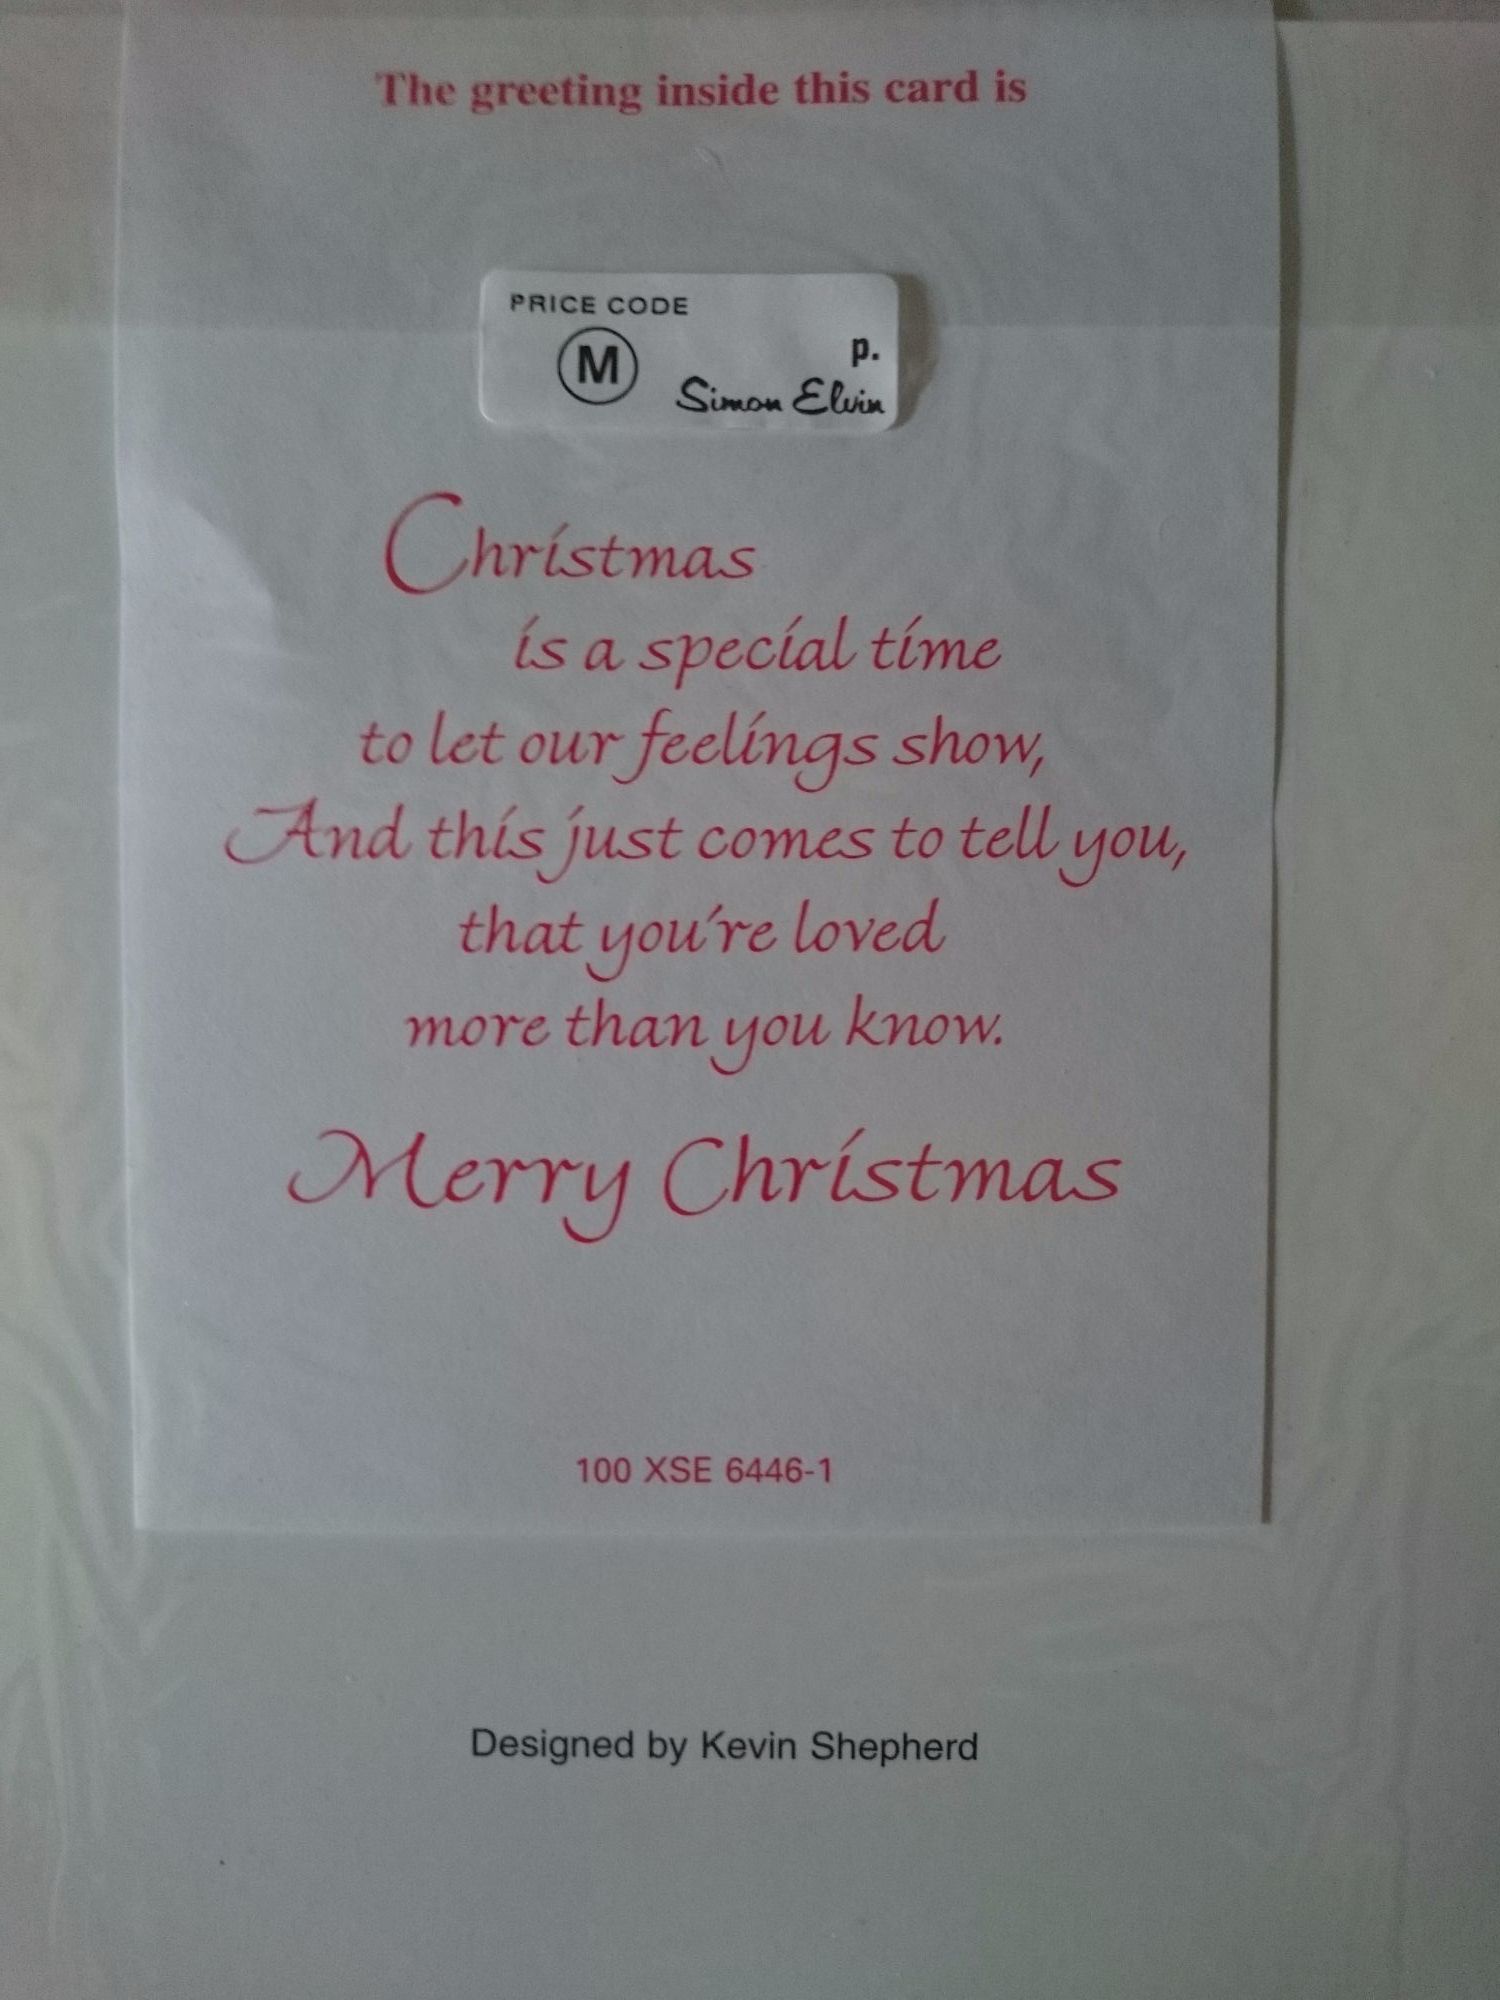 The greeting inside this card is
PRICE CODE
M
p.
Simon Elvin
Christmas
is a special time
to let our feelings show,
And this just comes to tell you,
that you're loved
more than you know.
Merry Christmas
100 XSE 6446-1
Designed by Kevin Shepherd